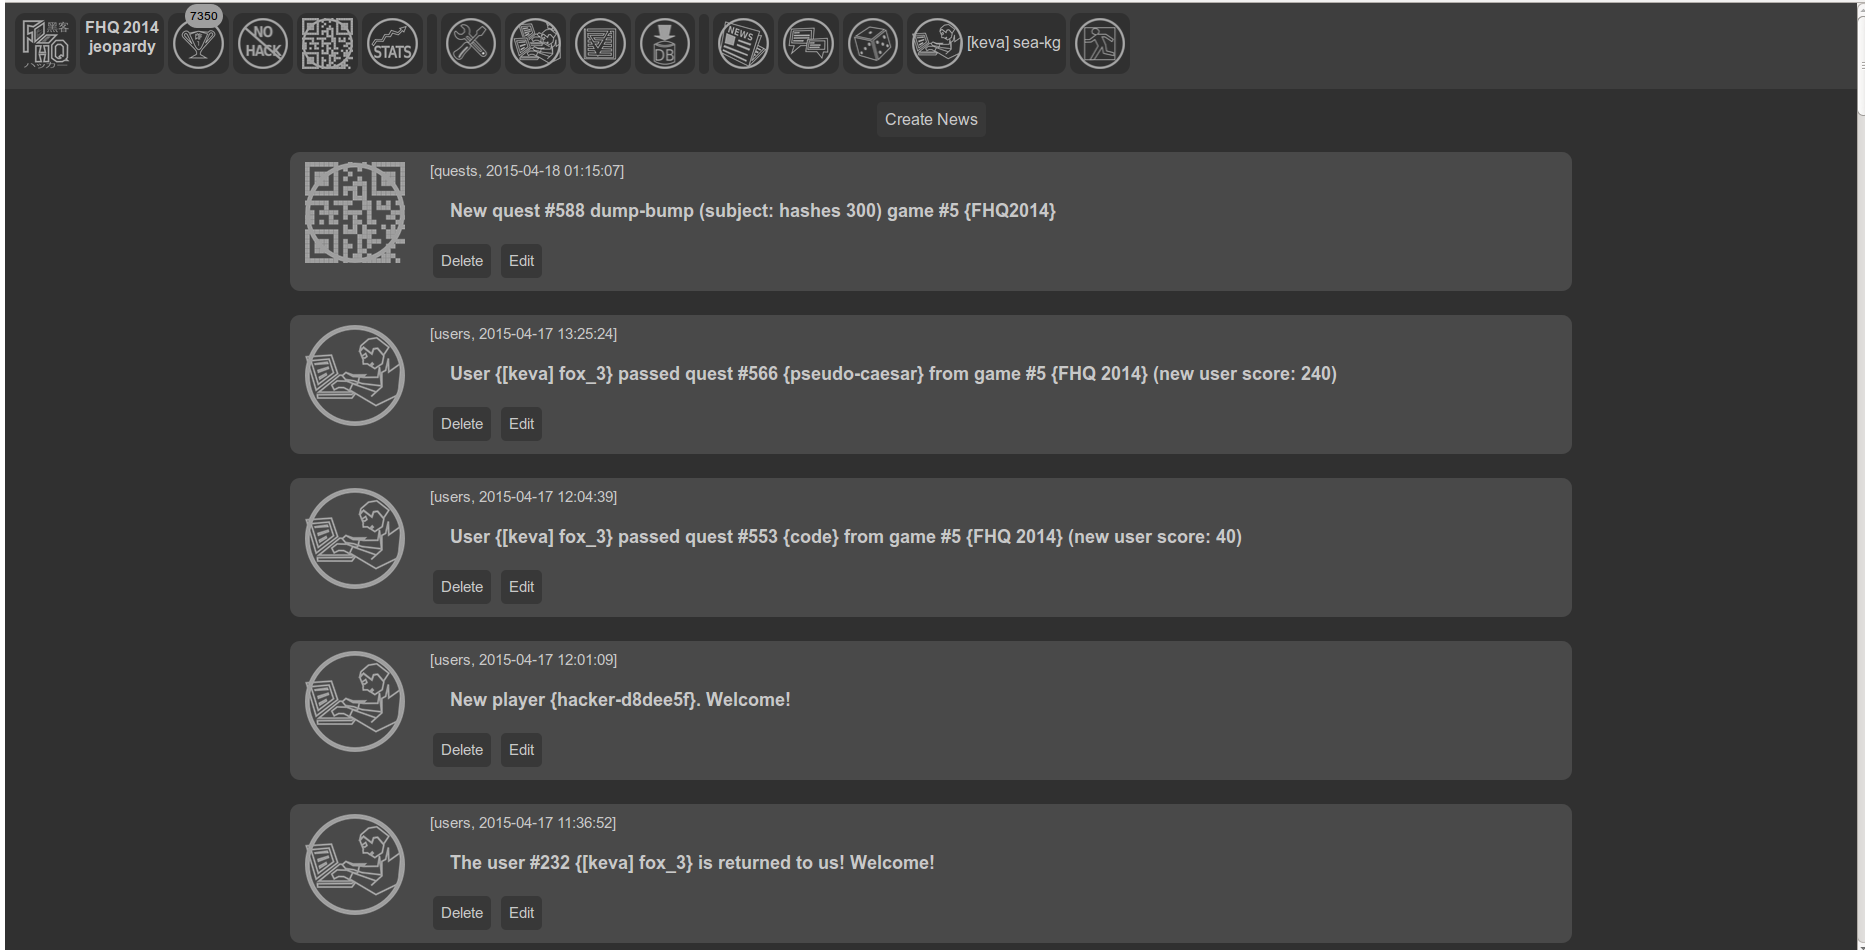 黑客
FHQ
ハッカー
FHQ 2014
jeopardy
7350
NO
HACK
STATS
DB
NEWS
[keva] sea-kg
Create News
[quests, 2015-04-18 01:15:07]
New quest #588 dump-bump (subject: hashes 300) game #5 {FHQ2014}
Delete Edit
[users, 2015-04-17 13:25:24]
User {[keva] fox_3} passed quest #566 {pseudo-caesar} from game #5 {FHQ 2014} (new user score: 240)
Delete Edit
[users, 2015-04-17 12:04:39]
User {[keva] fox_3} passed quest #553 {code} from game #5 {FHQ 2014} (new user score: 40)
Delete Edit
[users, 2015-04-17 12:01:09]
New player {hacker-d8dee5f}. Welcome!
Delete Edit
[users, 2015-04-17 11:36:52]
The user #232 {[keva] fox_3} is returned to us! Welcome!
Delete Edit